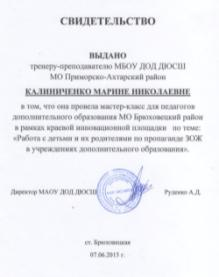 СВИДЕТЕЛЬСТВО
ВЫДАНО
тренеру-преподавателю МБОУ ДОД ДЮСШ
МО Приморско-Ахтарский район
КАЛИНИЧЕНКО МАРИНЕ НИКОЛАЕВНЕ
в том, что она провела мастер-класс для педагогов
дополнительного образования МО Брюховецкий район
в рамках краевой инновационной площадки по теме:
«Работа с детьми и их родителями по пропаганде ЗОЖ
в учреждениях дополнительного образования».
Директор МАОУ ДОД ДЮСШ Руденко А.Д.
ст. Брюховецкая
07.06.2013 г.